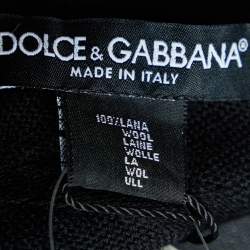 DOLCE & GABBANA®
MADE IN ITALY
100%LANA
WOOL
LAINE
WOLLE
LA
WOL
ULL